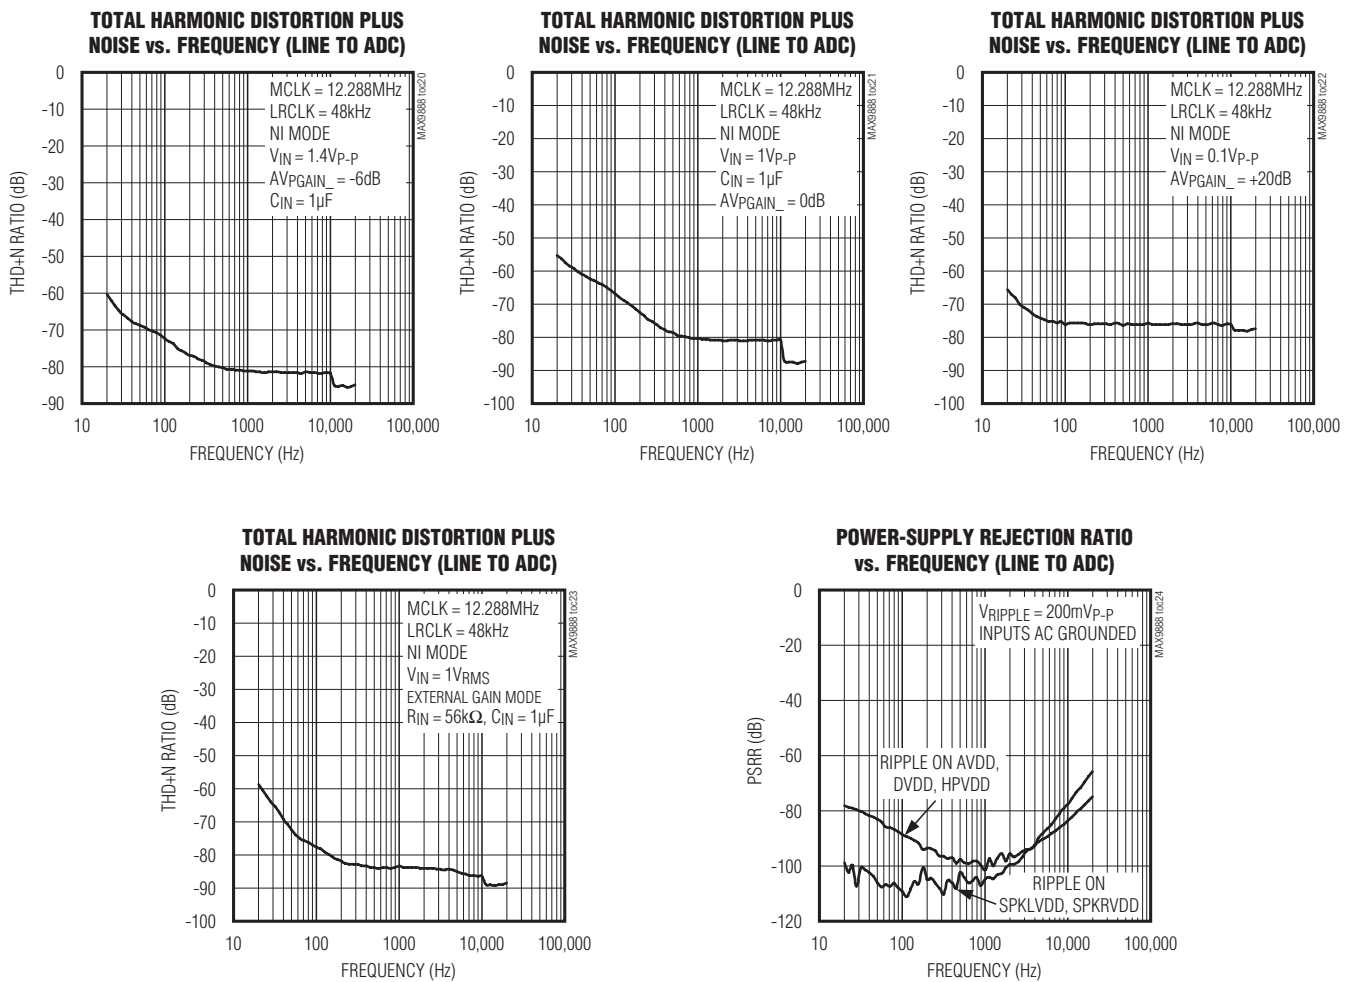 TOTAL HARMONIC DISTORTION PLUS
NOISE vs. FREQUENCY (LINE TO ADC)
MAX9888 toc20
MCLK = 12.288MHz
LRCLK = 48kHz
NI MODE
VIN = 1.4VP-P
AVPGAIN_ = -6dB
CIN = 1µF
THD+N RATIO (dB)
0
-10
-20
-30
-40
-50
-60
-70
-80
-90
10 100 1000 10,000 100,000
FREQUENCY (Hz)
TOTAL HARMONIC DISTORTION PLUS
NOISE vs. FREQUENCY (LINE TO ADC)
MAX9888 toc21
MCLK = 12.288MHz
LRCLK = 48kHz
NI MODE
VIN = 1VP-P
CIN = 1µF
AVPGAIN_ = 0dB
THD+N RATIO (dB)
0
-10
-20
-30
-40
-50
-60
-70
-80
-90
-100
10 100 1000 10,000 100,000
FREQUENCY (Hz)
TOTAL HARMONIC DISTORTION PLUS
NOISE vs. FREQUENCY (LINE TO ADC)
MAX9888 toc22
MCLK = 12.288MHz
LRCLK = 48kHz
NI MODE
VIN = 0.1VP-P
AVPGAIN_ = +20dB
THD+N RATIO (dB)
0
-10
-20
-30
-40
-50
-60
-70
-80
-90
-100
10 100 1000 10,000 100,000
FREQUENCY (Hz)
TOTAL HARMONIC DISTORTION PLUS
NOISE vs. FREQUENCY (LINE TO ADC)
MAX9888 toc23
MCLK = 12.288MHz
LRCLK = 48kHz
NI MODE
VIN = 1VRMS
EXTERNAL GAIN MODE
RIN = 56kΩ, CIN = 1µF
THD+N RATIO (dB)
0
-10
-20
-30
-40
-50
-60
-70
-80
-90
-100
10 100 1000 10,000 100,000
FREQUENCY (Hz)
POWER-SUPPLY REJECTION RATIO
vs. FREQUENCY (LINE TO ADC)
MAX9888 toc24
VRIPPLE = 200mVP-P
INPUTS AC GROUNDED
RIPPLE ON AVDD,
DVDD, HPVDD
RIPPLE ON
SPKLVDD, SPKRVDD
PSRR (dB)
0
-20
-40
-60
-80
-100
-120
10 100 1000 10,000 100,000
FREQUENCY (Hz)